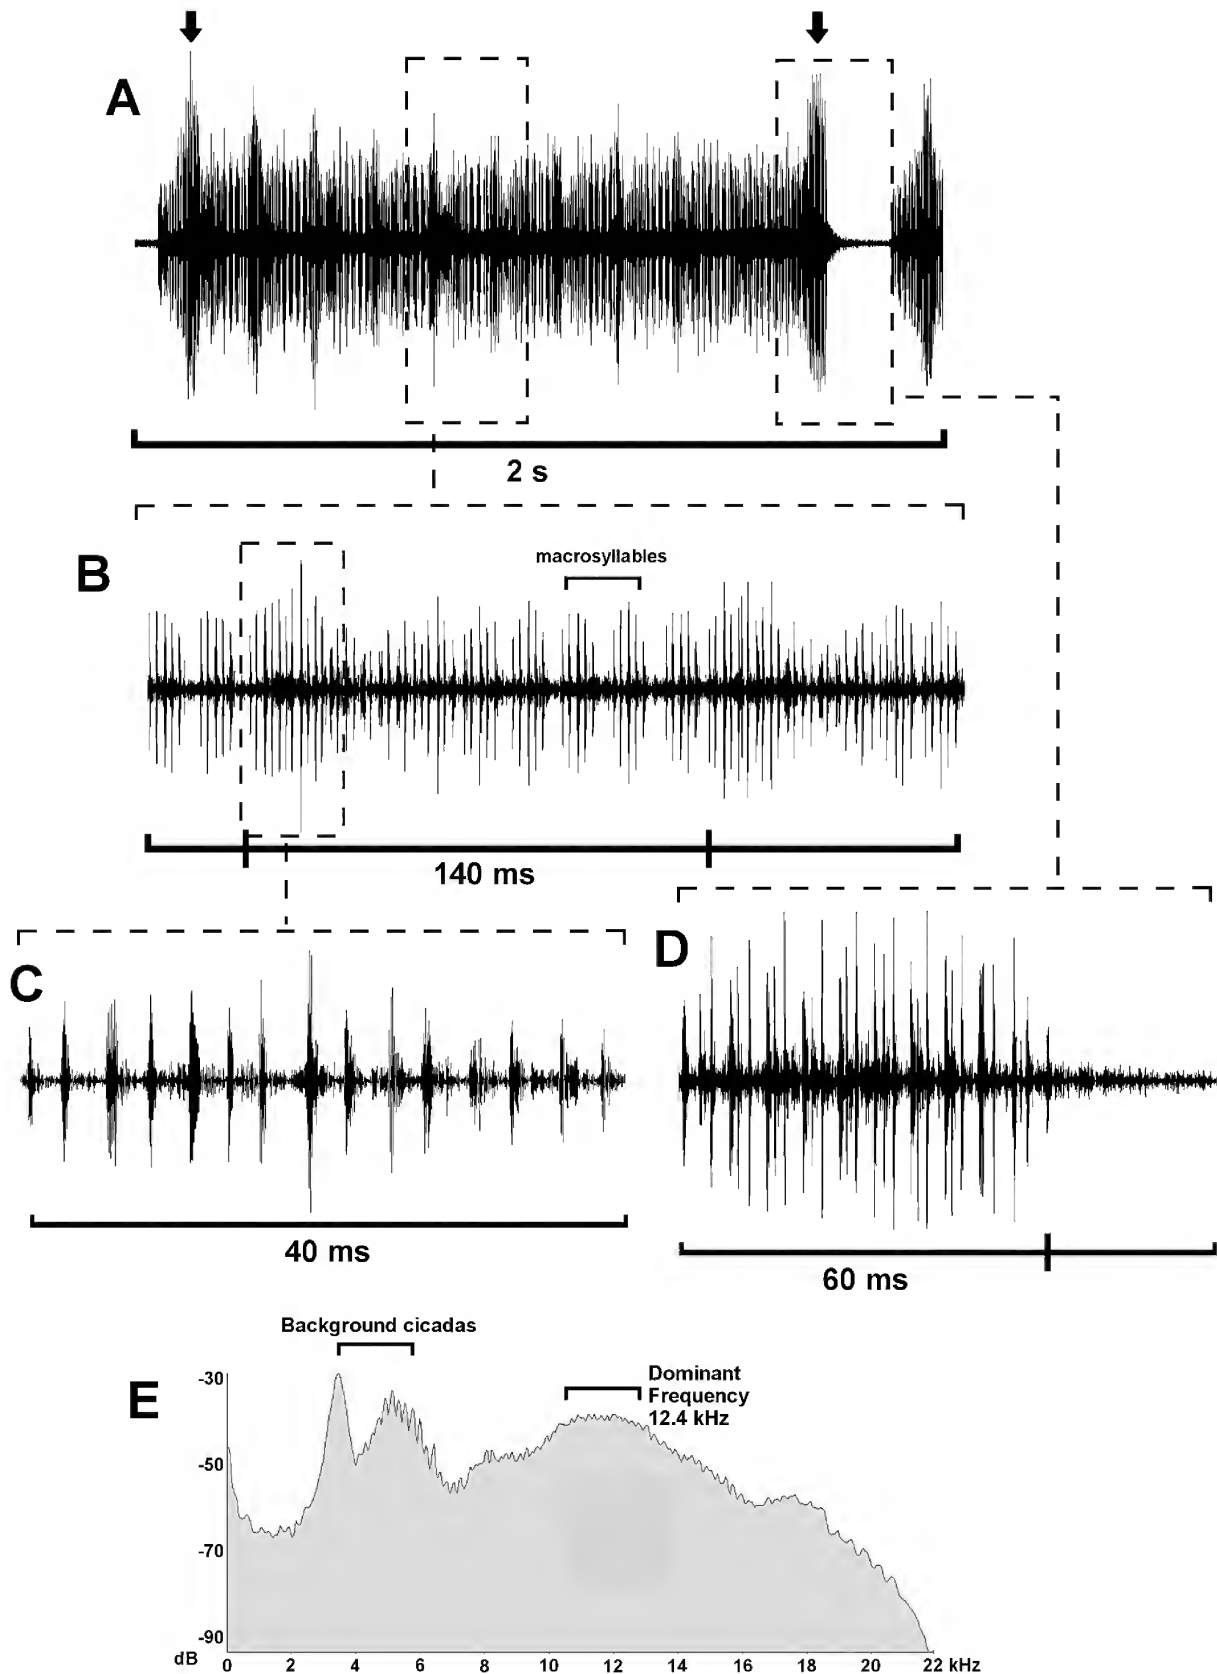 A
2 s
B
macrosyllables
140 ms
C
D
40 ms
60 ms
Background cicadas
E
Dominant
Frequency
12.4 kHz
-30
-50
-70
-90
dB
0 2 4 6 8 10 12 14 16 18 20 22 kHz